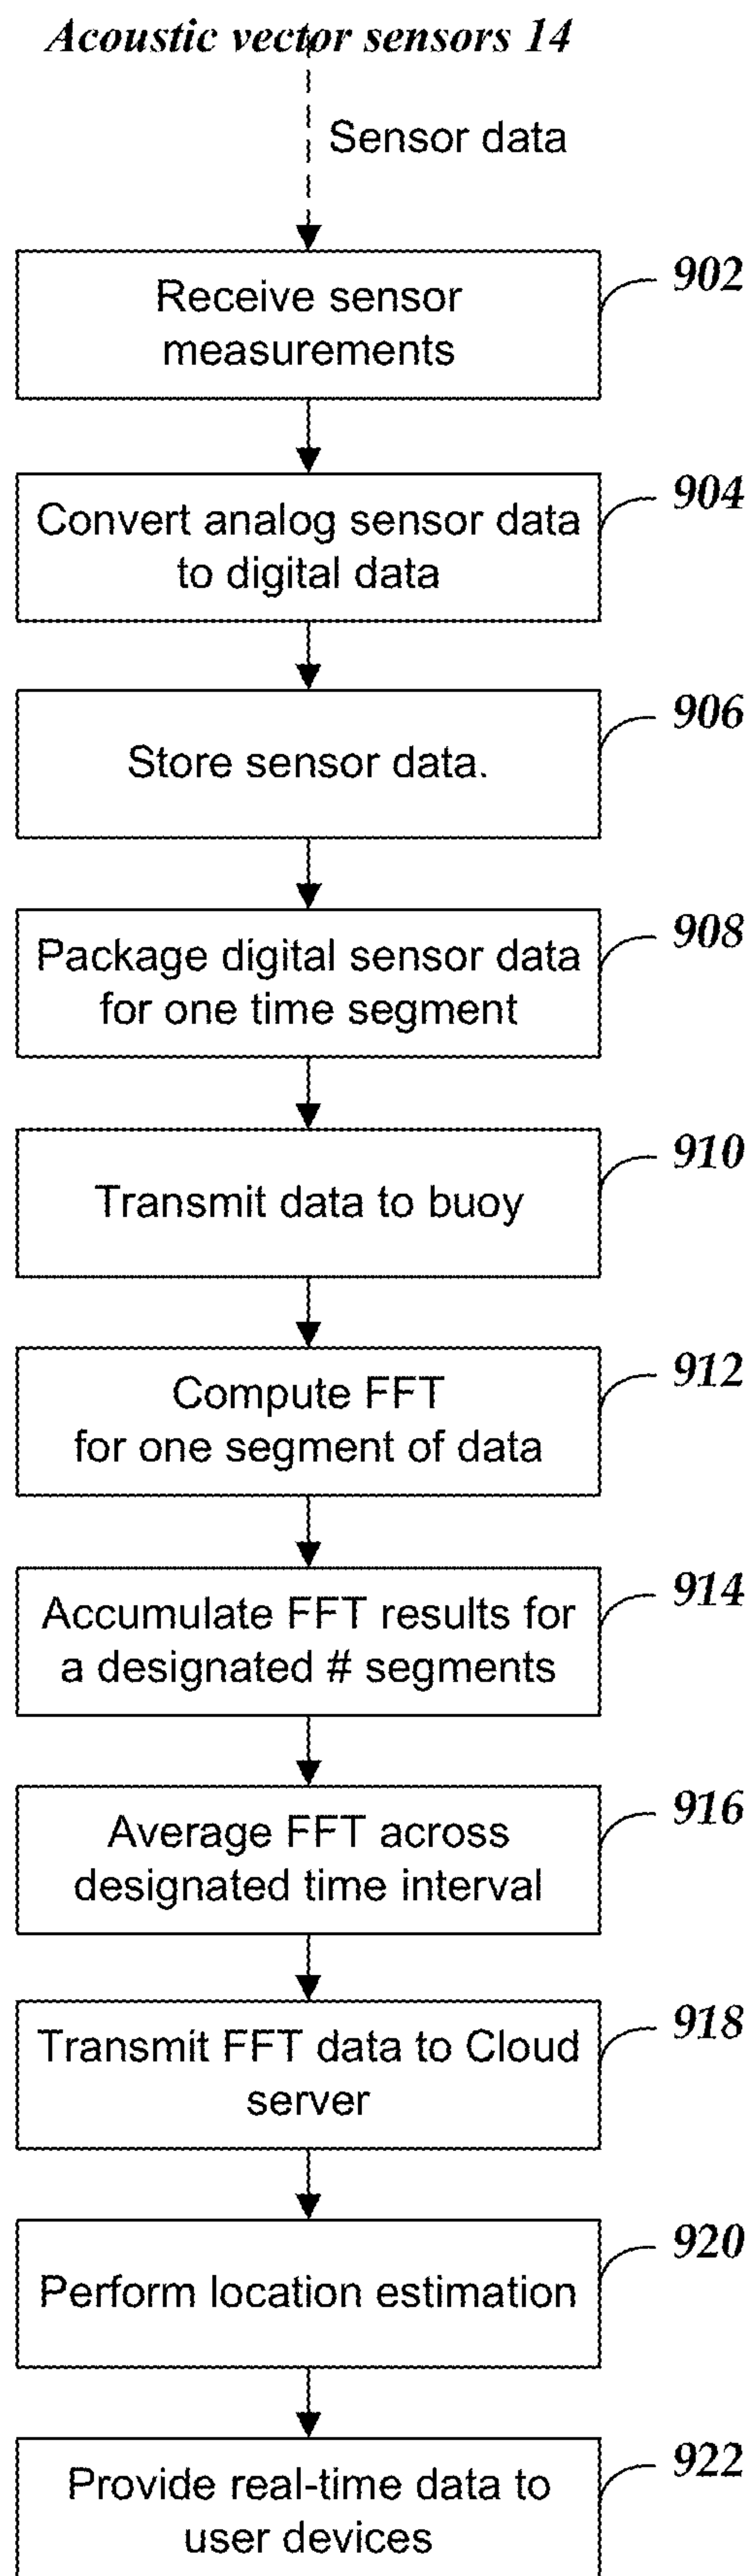 Acoustic vector sensors 14
Sensor data
902
Receive sensor
measurements
904
Convert analog sensor data
to digital data
906
Store sensor data.
908
Package digital sensor data
for one time segment
910
Transmit data to buoy
912
Compute FFT
for one segment of data
914
Accumulate FFT results for
a designated # segments
916
Average FFT across
designated time interval
918
Transmit FFT data to Cloud
server
920
Perform location estimation
922
Provide real-time data to
user devices